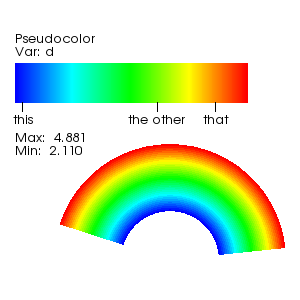 Pseudocolor
Var: d
this the other that
Max: 4.881
Min: 2.110